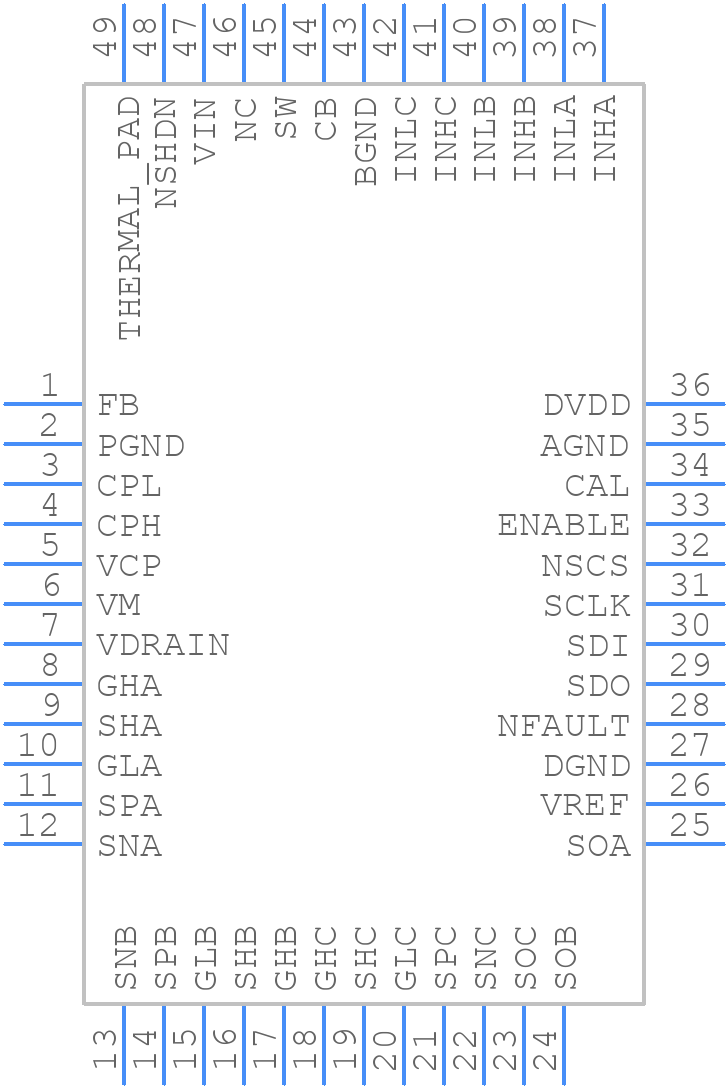 49 48 47 46 45 44 43 42 41 40 39 38 37
THERMAL_PAD NSHDN VIN NC SW CB BGND INLC INHC INLB INHB INLA INHA
1 36
FB DVDD
2 35
PGND AGND
3 34
CPL CAL
4 33
CPH ENABLE
5 32
VCP NSCS
6 31
VM SCLK
7 30
VDRAIN SDI
8 29
GHA SDO
9 28
SHA NFAULT
10 27
GLA DGND
11 26
SPA VREF
12 25
SNA SOA
SNB SPB GLB SHB GHB GHC SHC GLC SPC SNC SOC SOB
13 14 15 16 17 18 19 20 21 22 23 24